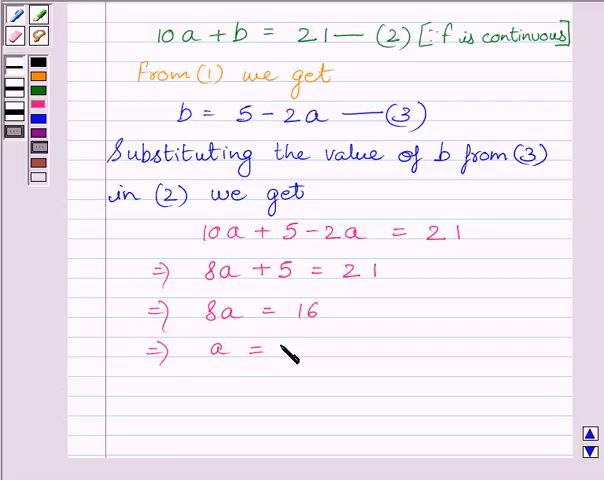 10a + b = 21 — (2) [∵ f is continuous]
From (1) we get
b = 5 - 2a — (3)
Substituting the value of b from (3)
in (2) we get
10a + 5 - 2a = 21
⇒ 8a + 5 = 21
⇒ 8a = 16
⇒ a =